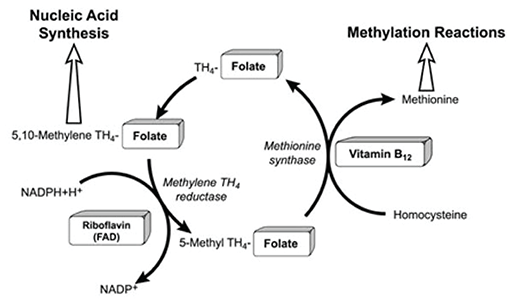 Nucleic Acid
Synthesis
Methylation Reactions
TH₄- Folate
Methionine
5,10-Methylene TH₄- Folate
Methionine
synthase
Vitamin B₁₂
NADPH+H⁺
Methylene TH₄
reductase
Riboflavin
(FAD)
5-Methyl TH₄- Folate
Homocysteine
NADP⁺